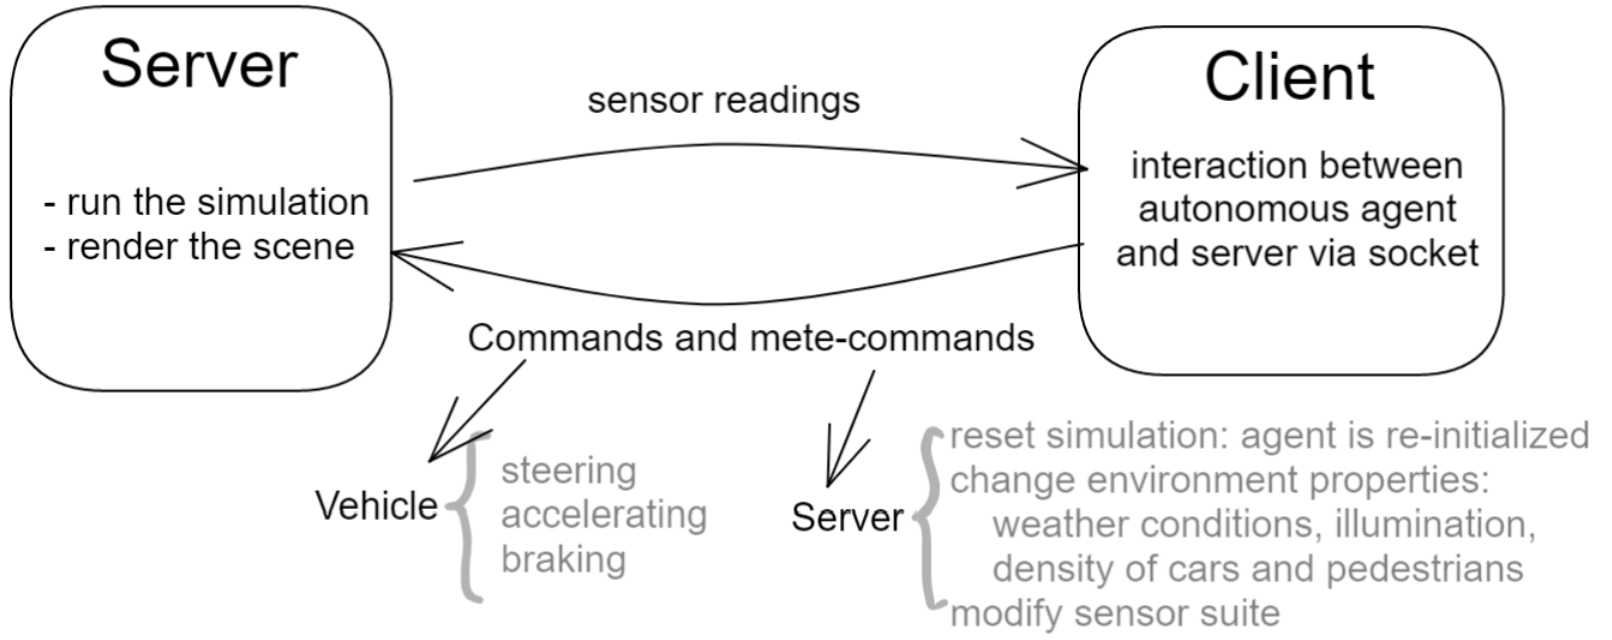 Server
- run the simulation
- render the scene
sensor readings
Client
interaction between
autonomous agent
and server via socket
Commands and mete-commands
Vehicle
steering
accelerating
braking
Server
reset simulation: agent is re-initialized
change environment properties:
weather conditions, illumination,
density of cars and pedestrians
modify sensor suite